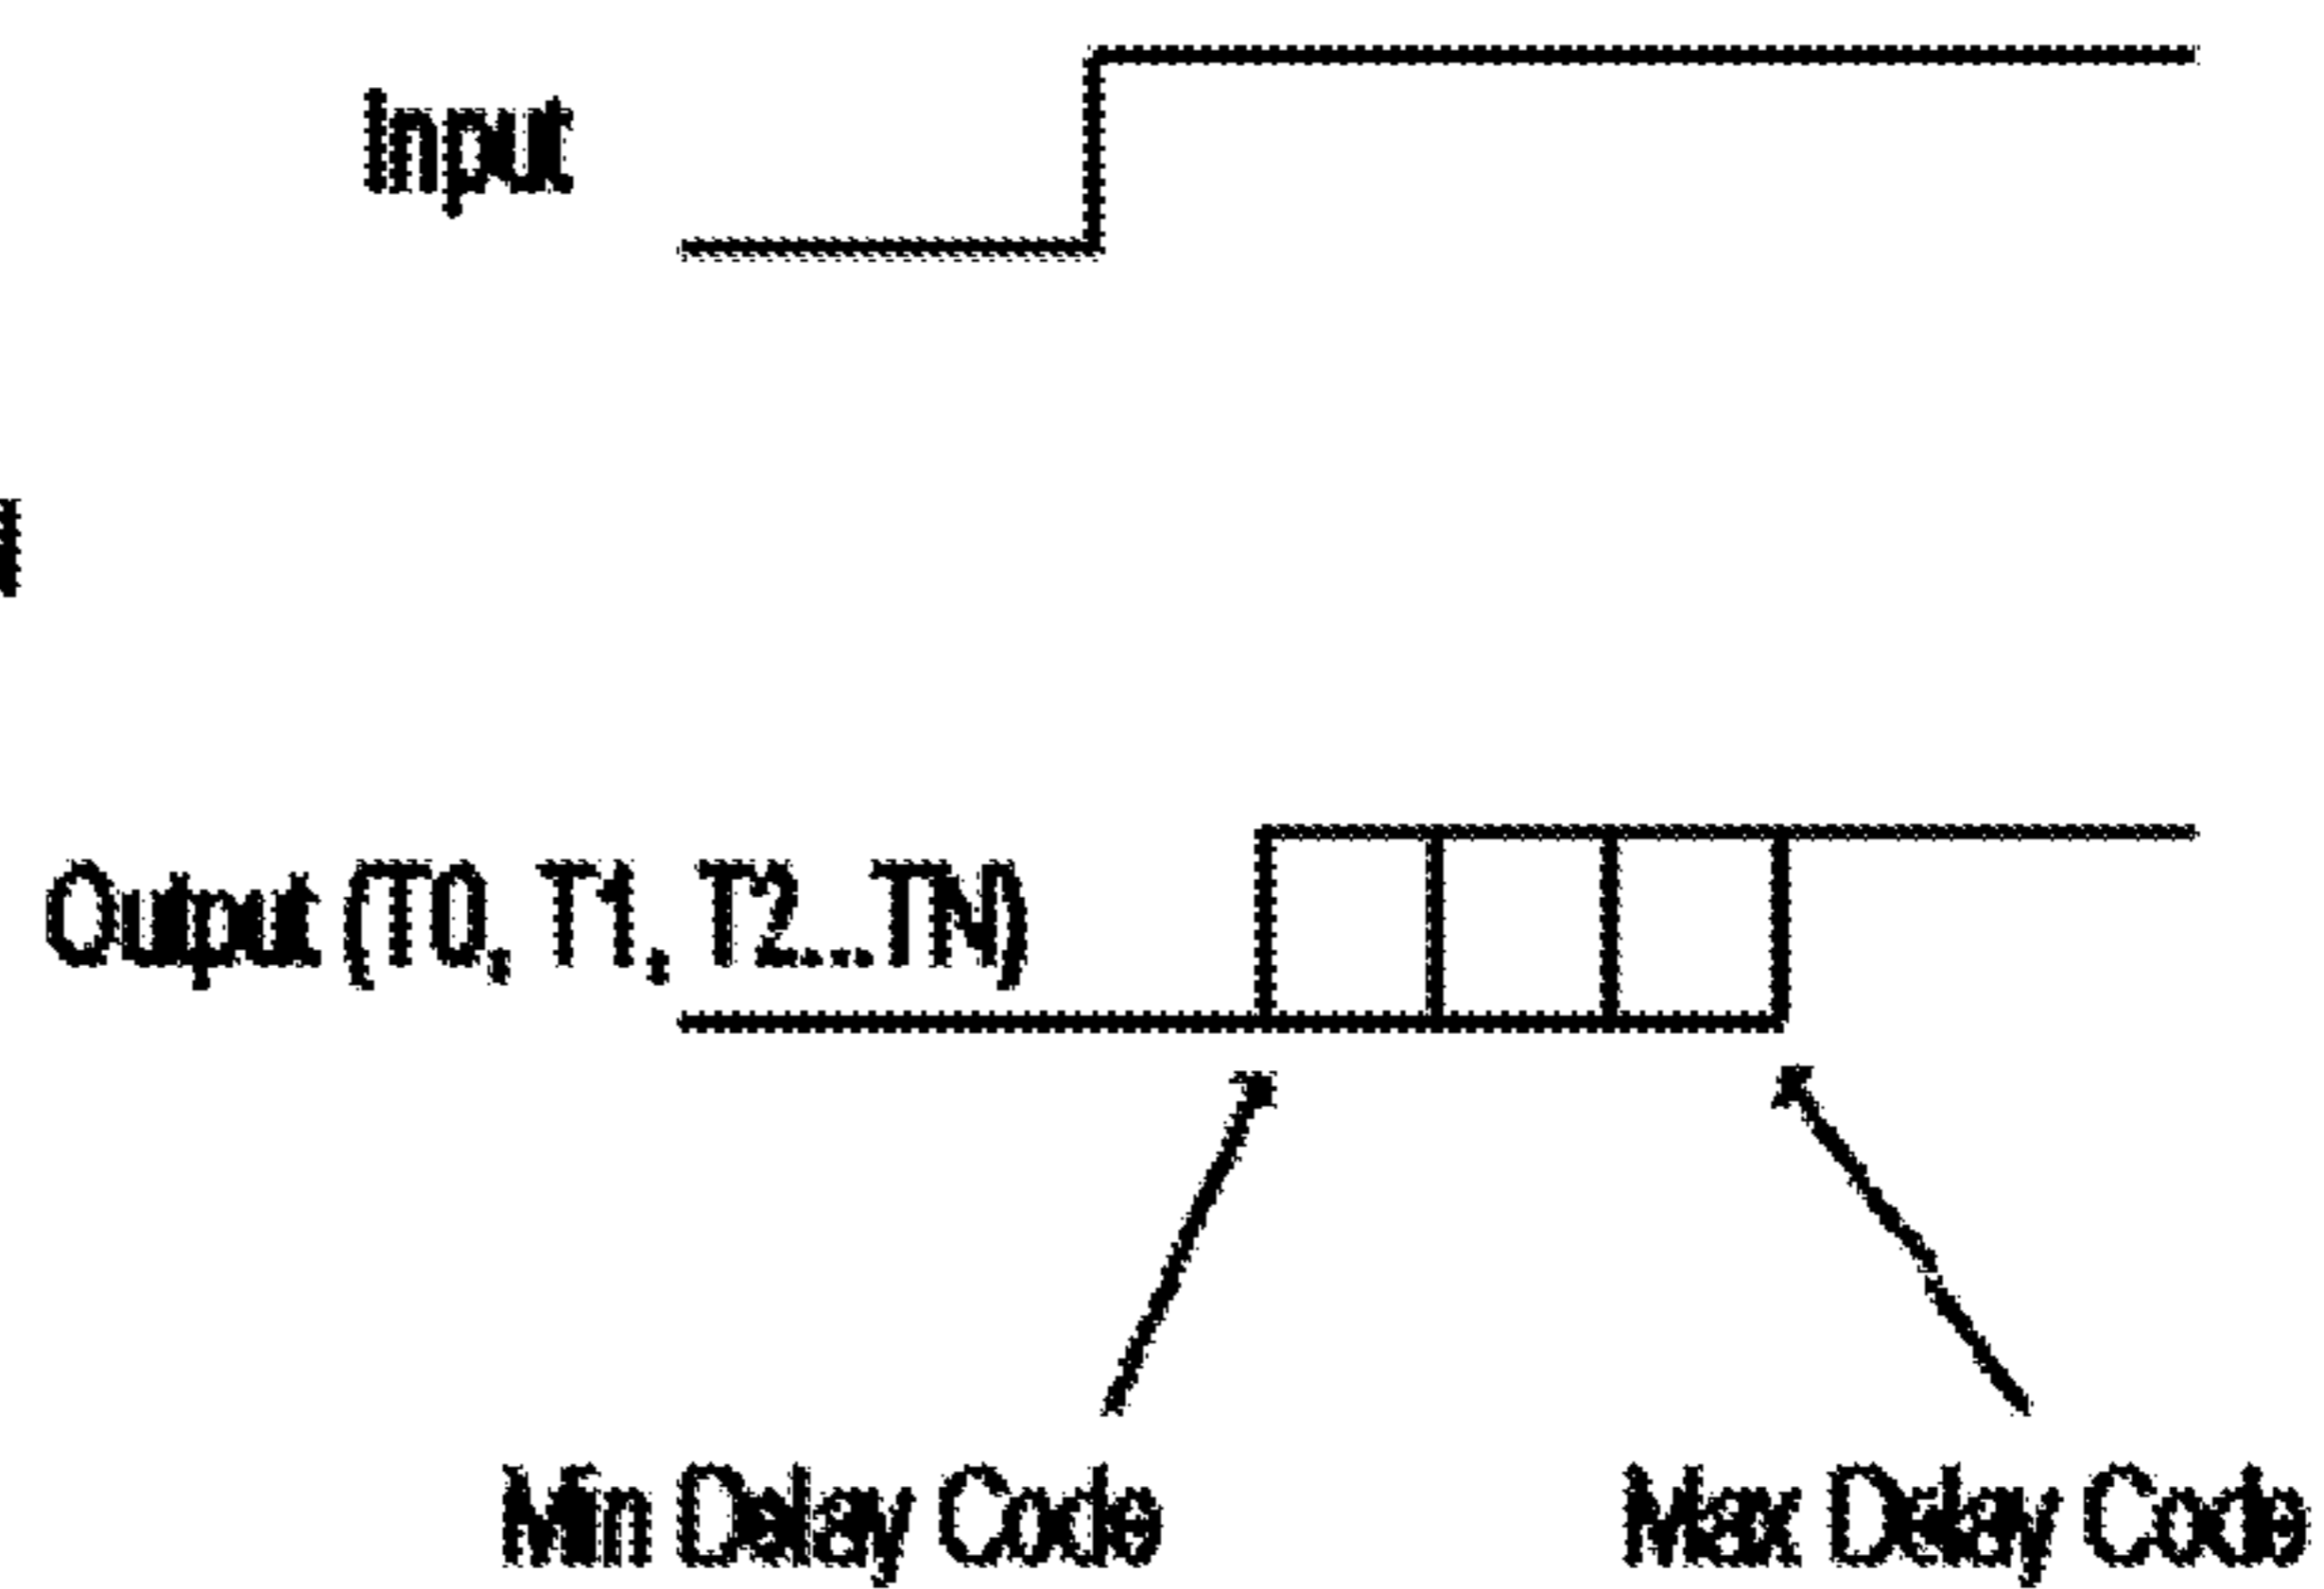 Input
Output (T0, T1, T2...TN)
Min Delay Code
Max Delay Code